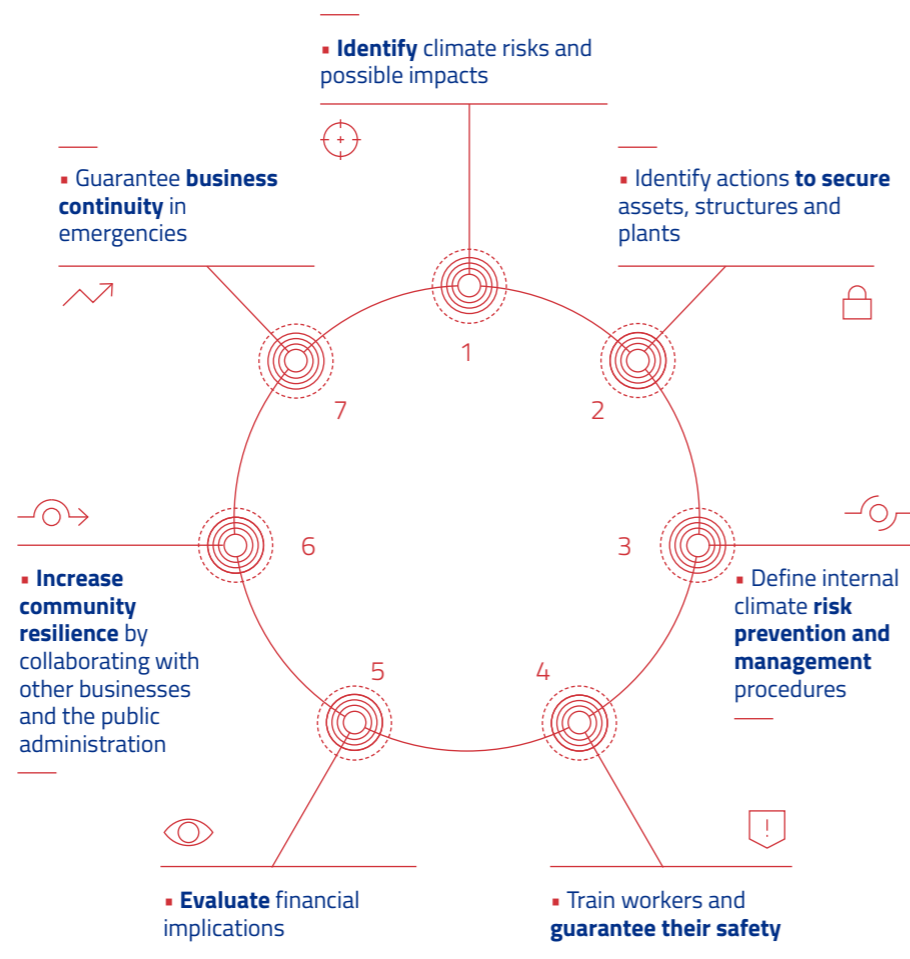 ▪ Identify climate risks and
possible impacts
1
▪ Identify actions to secure
assets, structures and
plants
2
3
▪ Define internal
climate risk
prevention and
management
procedures
4
▪ Train workers and
guarantee their safety
5
▪ Evaluate financial
implications
6
▪ Increase
community
resilience by
collaborating with
other businesses
and the public
administration
▪ Guarantee business
continuity in
emergencies
7